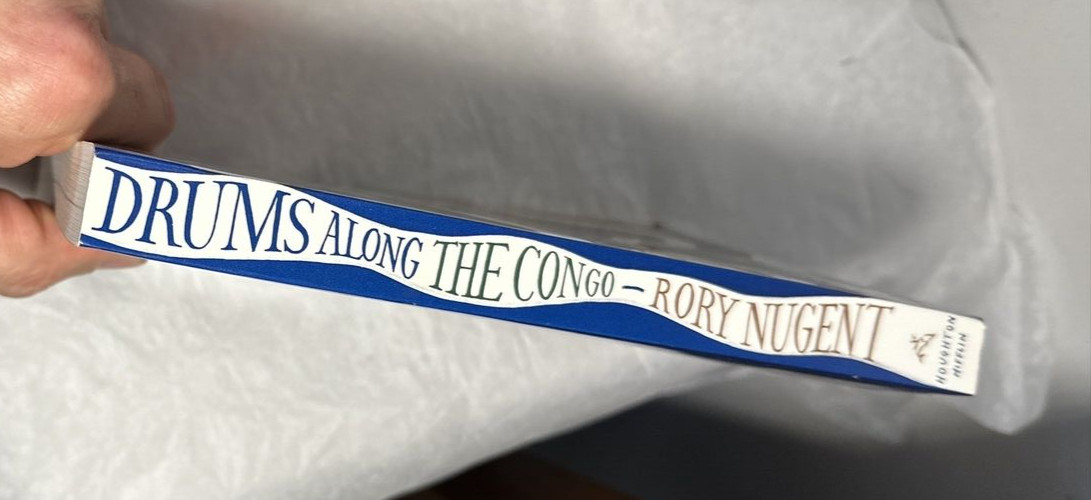 DRUMS ALONG THE CONGO – RORY NUGENT
HOUGHTON
MIFFLIN